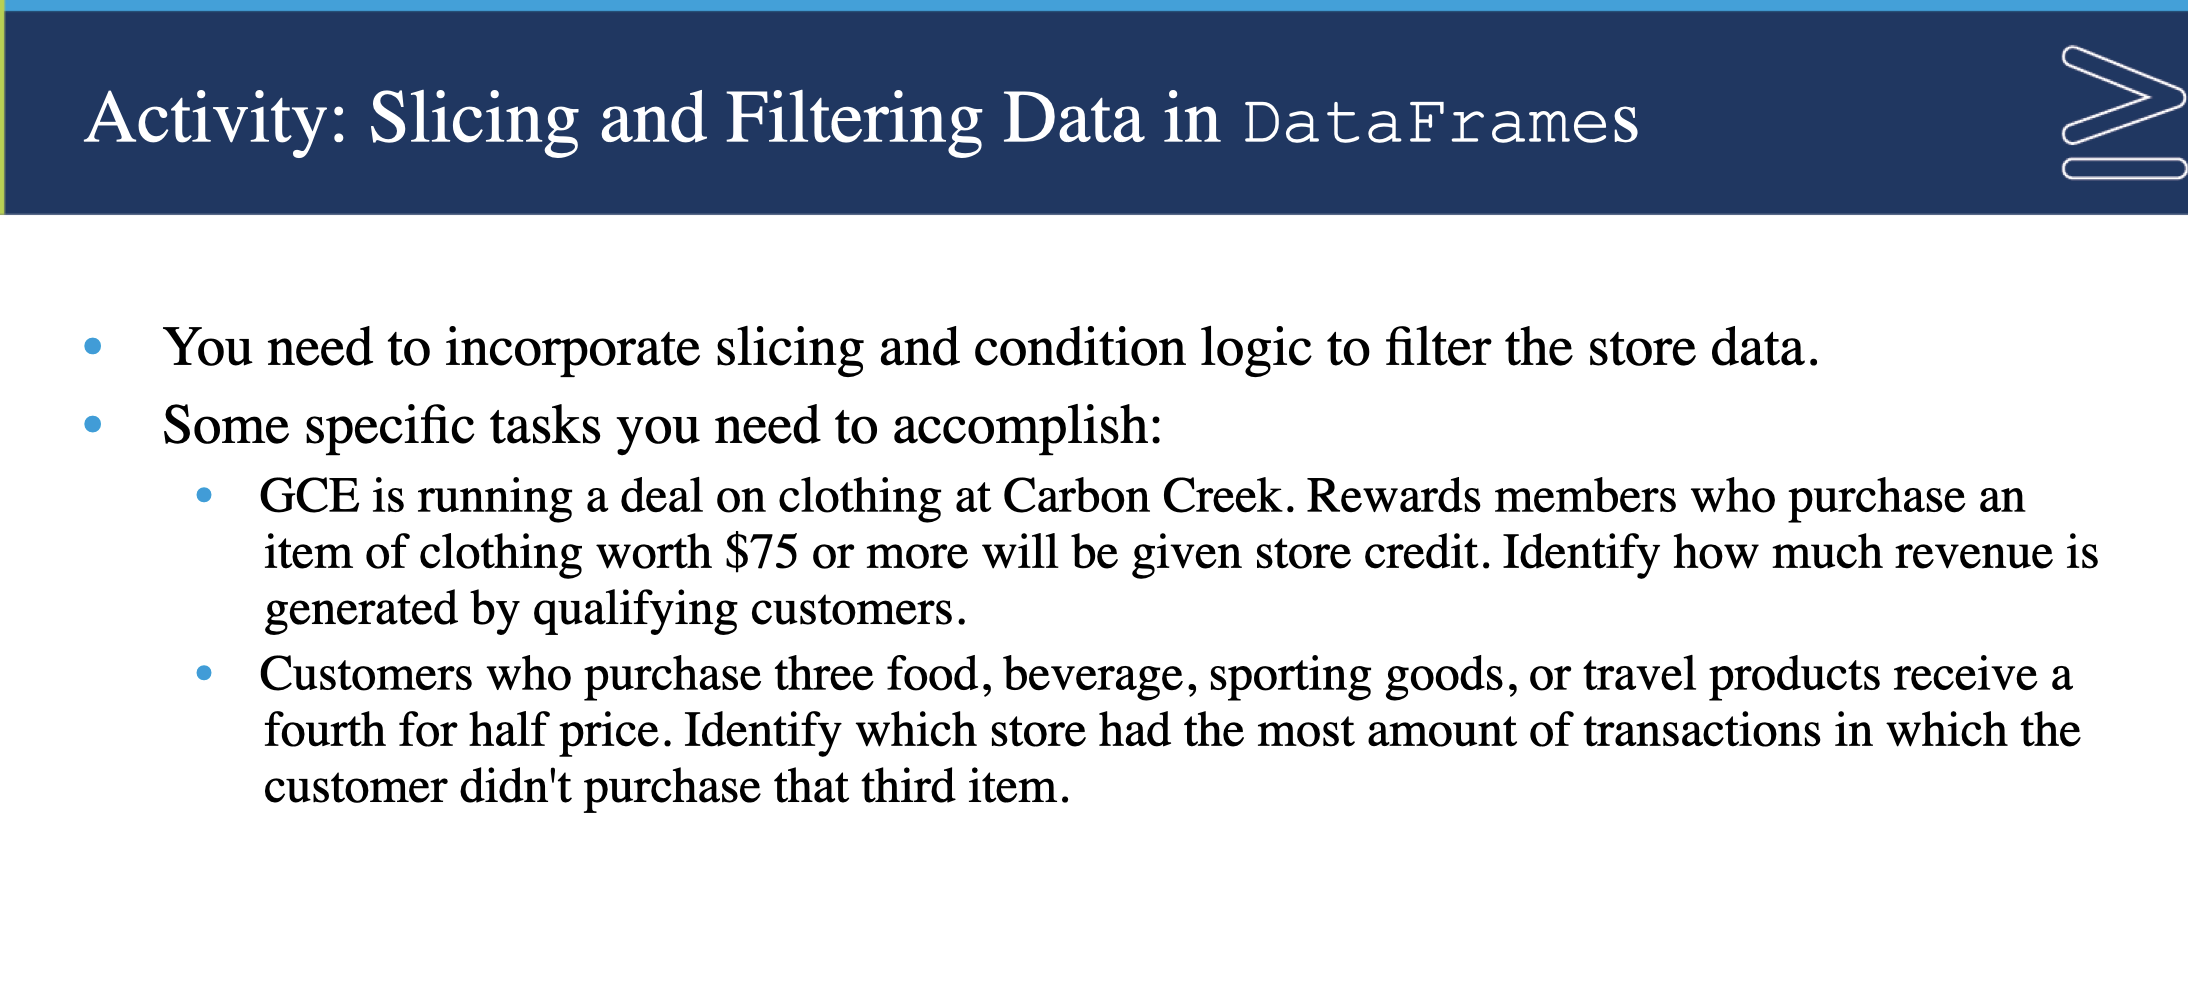 Activity: Slicing and Filtering Data in DataFrames
• You need to incorporate slicing and condition logic to filter the store data.
• Some specific tasks you need to accomplish:
• GCE is running a deal on clothing at Carbon Creek. Rewards members who purchase an
item of clothing worth $75 or more will be given store credit. Identify how much revenue is
generated by qualifying customers.
• Customers who purchase three food, beverage, sporting goods, or travel products receive a
fourth for half price. Identify which store had the most amount of transactions in which the
customer didn't purchase that third item.